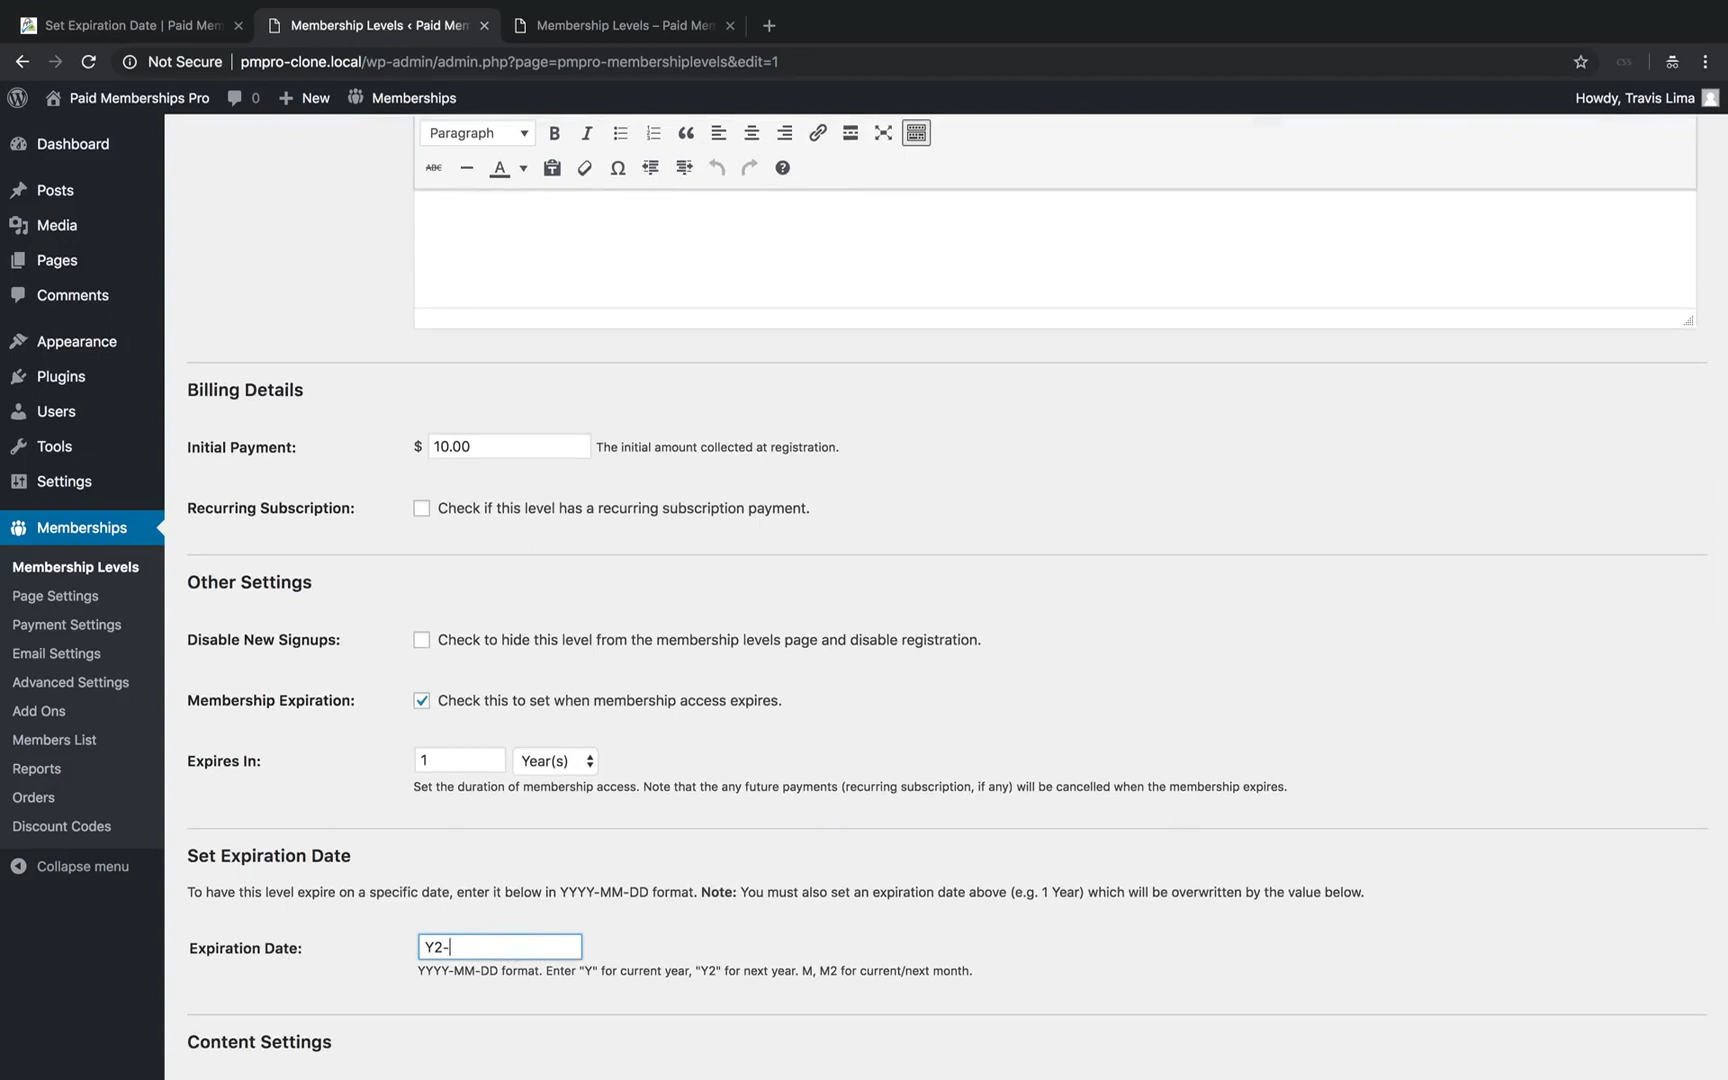 Set Expiration Date | Paid Mem
Membership Levels ‹ Paid Mem
Membership Levels – Paid Mem
Not Secure
pmpro-clone.local/wp-admin/admin.php?page=pmpro-membershiplevels&edit=1
css
Paid Memberships Pro
0
New
Memberships
Howdy, Travis Lima
Dashboard
Posts
Media
Pages
Comments
Appearance
Plugins
Users
Tools
Settings
Memberships
Membership Levels
Page Settings
Payment Settings
Email Settings
Advanced Settings
Add Ons
Members List
Reports
Orders
Discount Codes
Collapse menu
Paragraph
B
I
ABC
A
Ω
Billing Details
Initial Payment: $ 10.00 The initial amount collected at registration.
Recurring Subscription: Check if this level has a recurring subscription payment.
Other Settings
Disable New Signups: Check to hide this level from the membership levels page and disable registration.
Membership Expiration: Check this to set when membership access expires.
Expires In: 1 Year(s)
Set the duration of membership access. Note that the any future payments (recurring subscription, if any) will be cancelled when the membership expires.
Set Expiration Date
To have this level expire on a specific date, enter it below in YYYY-MM-DD format. Note: You must also set an expiration date above (e.g. 1 Year) which will be overwritten by the value below.
Expiration Date: Y2-
YYYY-MM-DD format. Enter "Y" for current year, "Y2" for next year. M, M2 for current/next month.
Content Settings